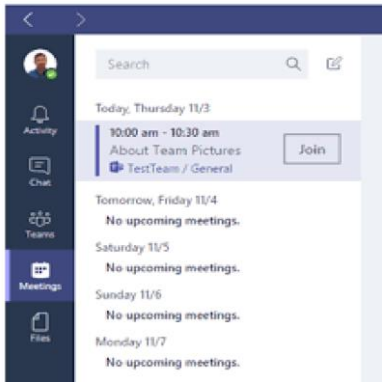 Search
Activity
Chat
Teams
Meetings
Files
Today, Thursday 11/3
10:00 am - 10:30 am
About Team Pictures
Join
TestTeam / General
Tomorrow, Friday 11/4
No upcoming meetings.
Saturday 11/5
No upcoming meetings.
Sunday 11/6
No upcoming meetings.
Monday 11/7
No upcoming meetings.